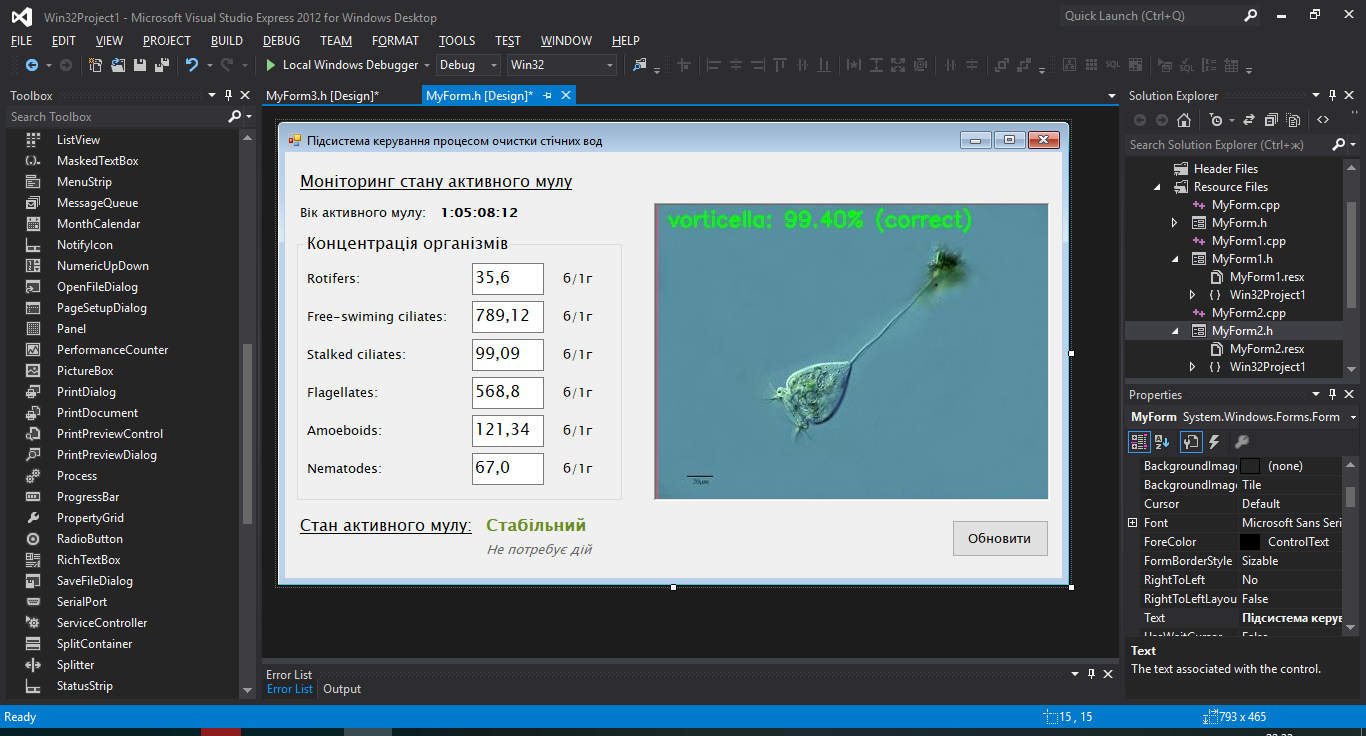 Win32Project1 - Microsoft Visual Studio Express 2012 for Windows Desktop
Quick Launch (Ctrl+Q)
FILE EDIT VIEW PROJECT BUILD DEBUG TEAM FORMAT TOOLS TEST WINDOW HELP
Local Windows Debugger Debug Win32
Toolbox
Search Toolbox
ListView
MaskedTextBox
MenuStrip
MessageQueue
MonthCalendar
NotifyIcon
NumericUpDown
OpenFileDialog
PageSetupDialog
Panel
PerformanceCounter
PictureBox
PrintDialog
PrintDocument
PrintPreviewControl
PrintPreviewDialog
Process
ProgressBar
PropertyGrid
RadioButton
RichTextBox
SaveFileDialog
SerialPort
ServiceController
SplitContainer
Splitter
StatusStrip
MyForm3.h [Design]* MyForm.h [Design]*
Підсистема керування процесом очистки стічних вод
Моніторинг стану активного мулу
Вік активного мулу: 1:05:08:12
Концентрація організмів
Rotifers: 35,6 б/1г
Free-swiming ciliates: 789,12 б/1г
Stalked ciliates: 99,09 б/1г
Flagellates: 568,8 б/1г
Amoeboids: 121,34 б/1г
Nematodes: 67,0 б/1г
vorticella: 99.40% (correct)
20μm
Стан активного мулу: Стабільний
Не потребує дій
Обновити
Error List
Error List Output
Solution Explorer
Search Solution Explorer (Ctrl+ж)
Header Files
Resource Files
MyForm.cpp
MyForm.h
MyForm1.cpp
MyForm1.h
MyForm1.resx
Win32Project1
MyForm2.cpp
MyForm2.h
MyForm2.resx
Win32Project1
Properties
MyForm System.Windows.Forms.Form
BackgroundImage (none)
BackgroundImage Tile
Cursor Default
Font Microsoft Sans Seri
ForeColor ControlText
FormBorderStyle Sizable
RightToLeft No
RightToLeftLayou False
Text Підсистема керув
Text
The text associated with the control.
Ready 15 , 15 793 x 465